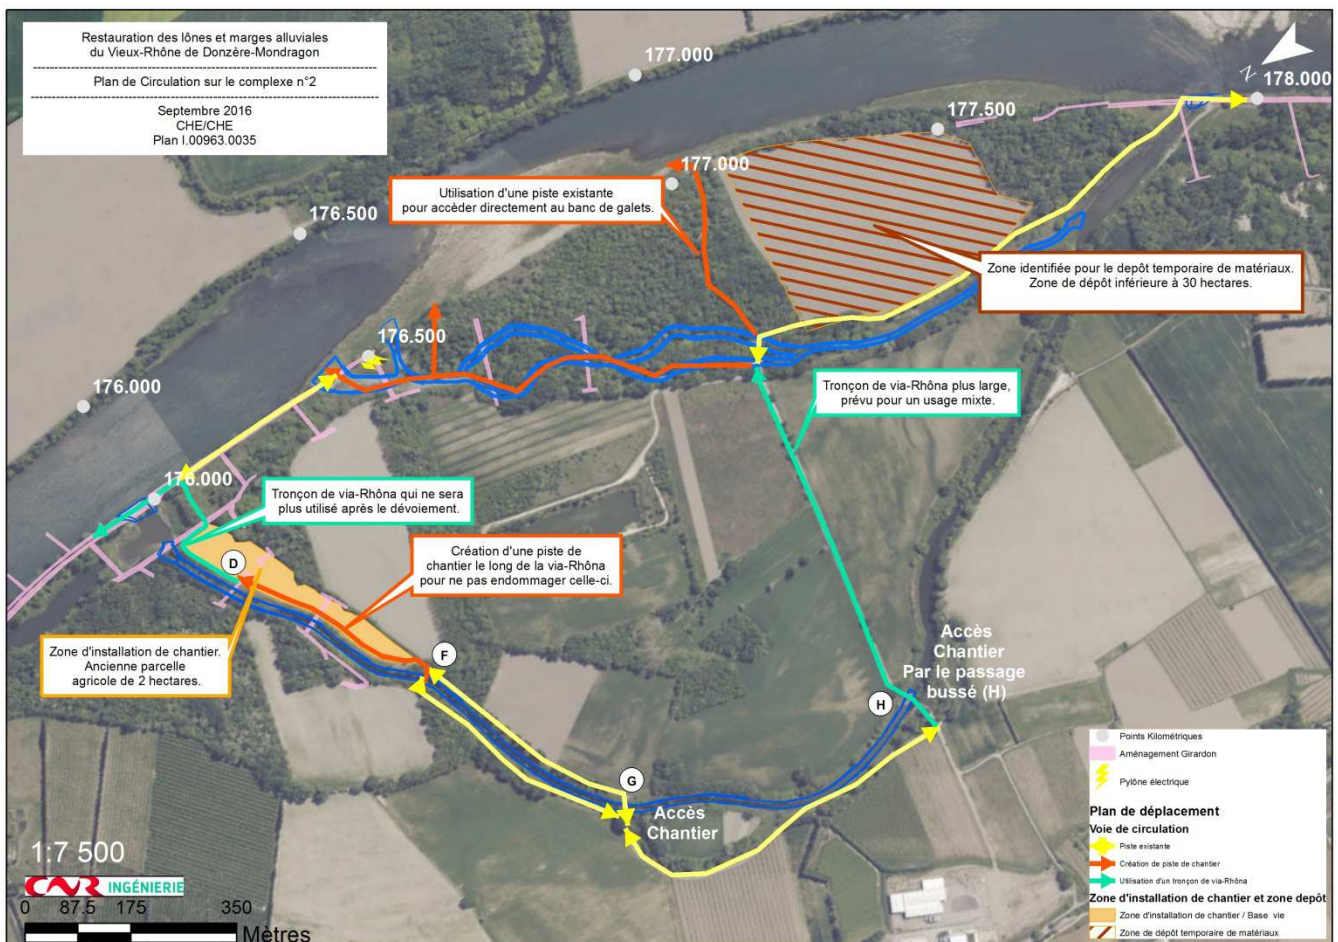 Restauration des lônes et marges alluviales
du Vieux-Rhône de Donzère-Mondragon
Plan de Circulation sur le complexe n°2
Septembre 2016
CHE/CHE
Plan I.00963.0035
177.000
N
178.000
177.500
177.000
Utilisation d'une piste existante
pour accèder directement au banc de galets.
176.500
Zone identifiée pour le depôt temporaire de matériaux.
Zone de dépôt inférieure à 30 hectares.
176.500
176.000
Tronçon de via-Rhôna plus large,
prévu pour un usage mixte.
176.000
Tronçon de via-Rhôna qui ne sera
plus utilisé après le dévoiement.
D
Création d'une piste de
chantier le long de la via-Rhôna
pour ne pas endommager celle-ci.
Zone d'installation de chantier.
Ancienne parcelle
agricole de 2 hectares.
F
Accès
Chantier
Par le passage
bussé (H)
H
G
Accès
Chantier
Points Kilométriques
Aménagement Girardon
Pylône électrique
Plan de déplacement
Voie de circulation
Piste existante
Création de piste de chantier
Utilisation d'un tronçon de via-Rhôna
Zone d'installation de chantier et zone depôt
Zone d'installation de chantier / Base vie
Zone de dépôt temporaire de matériaux
1:7 500
CNR INGÉNIERIE
0 87.5 175 350
Mètres